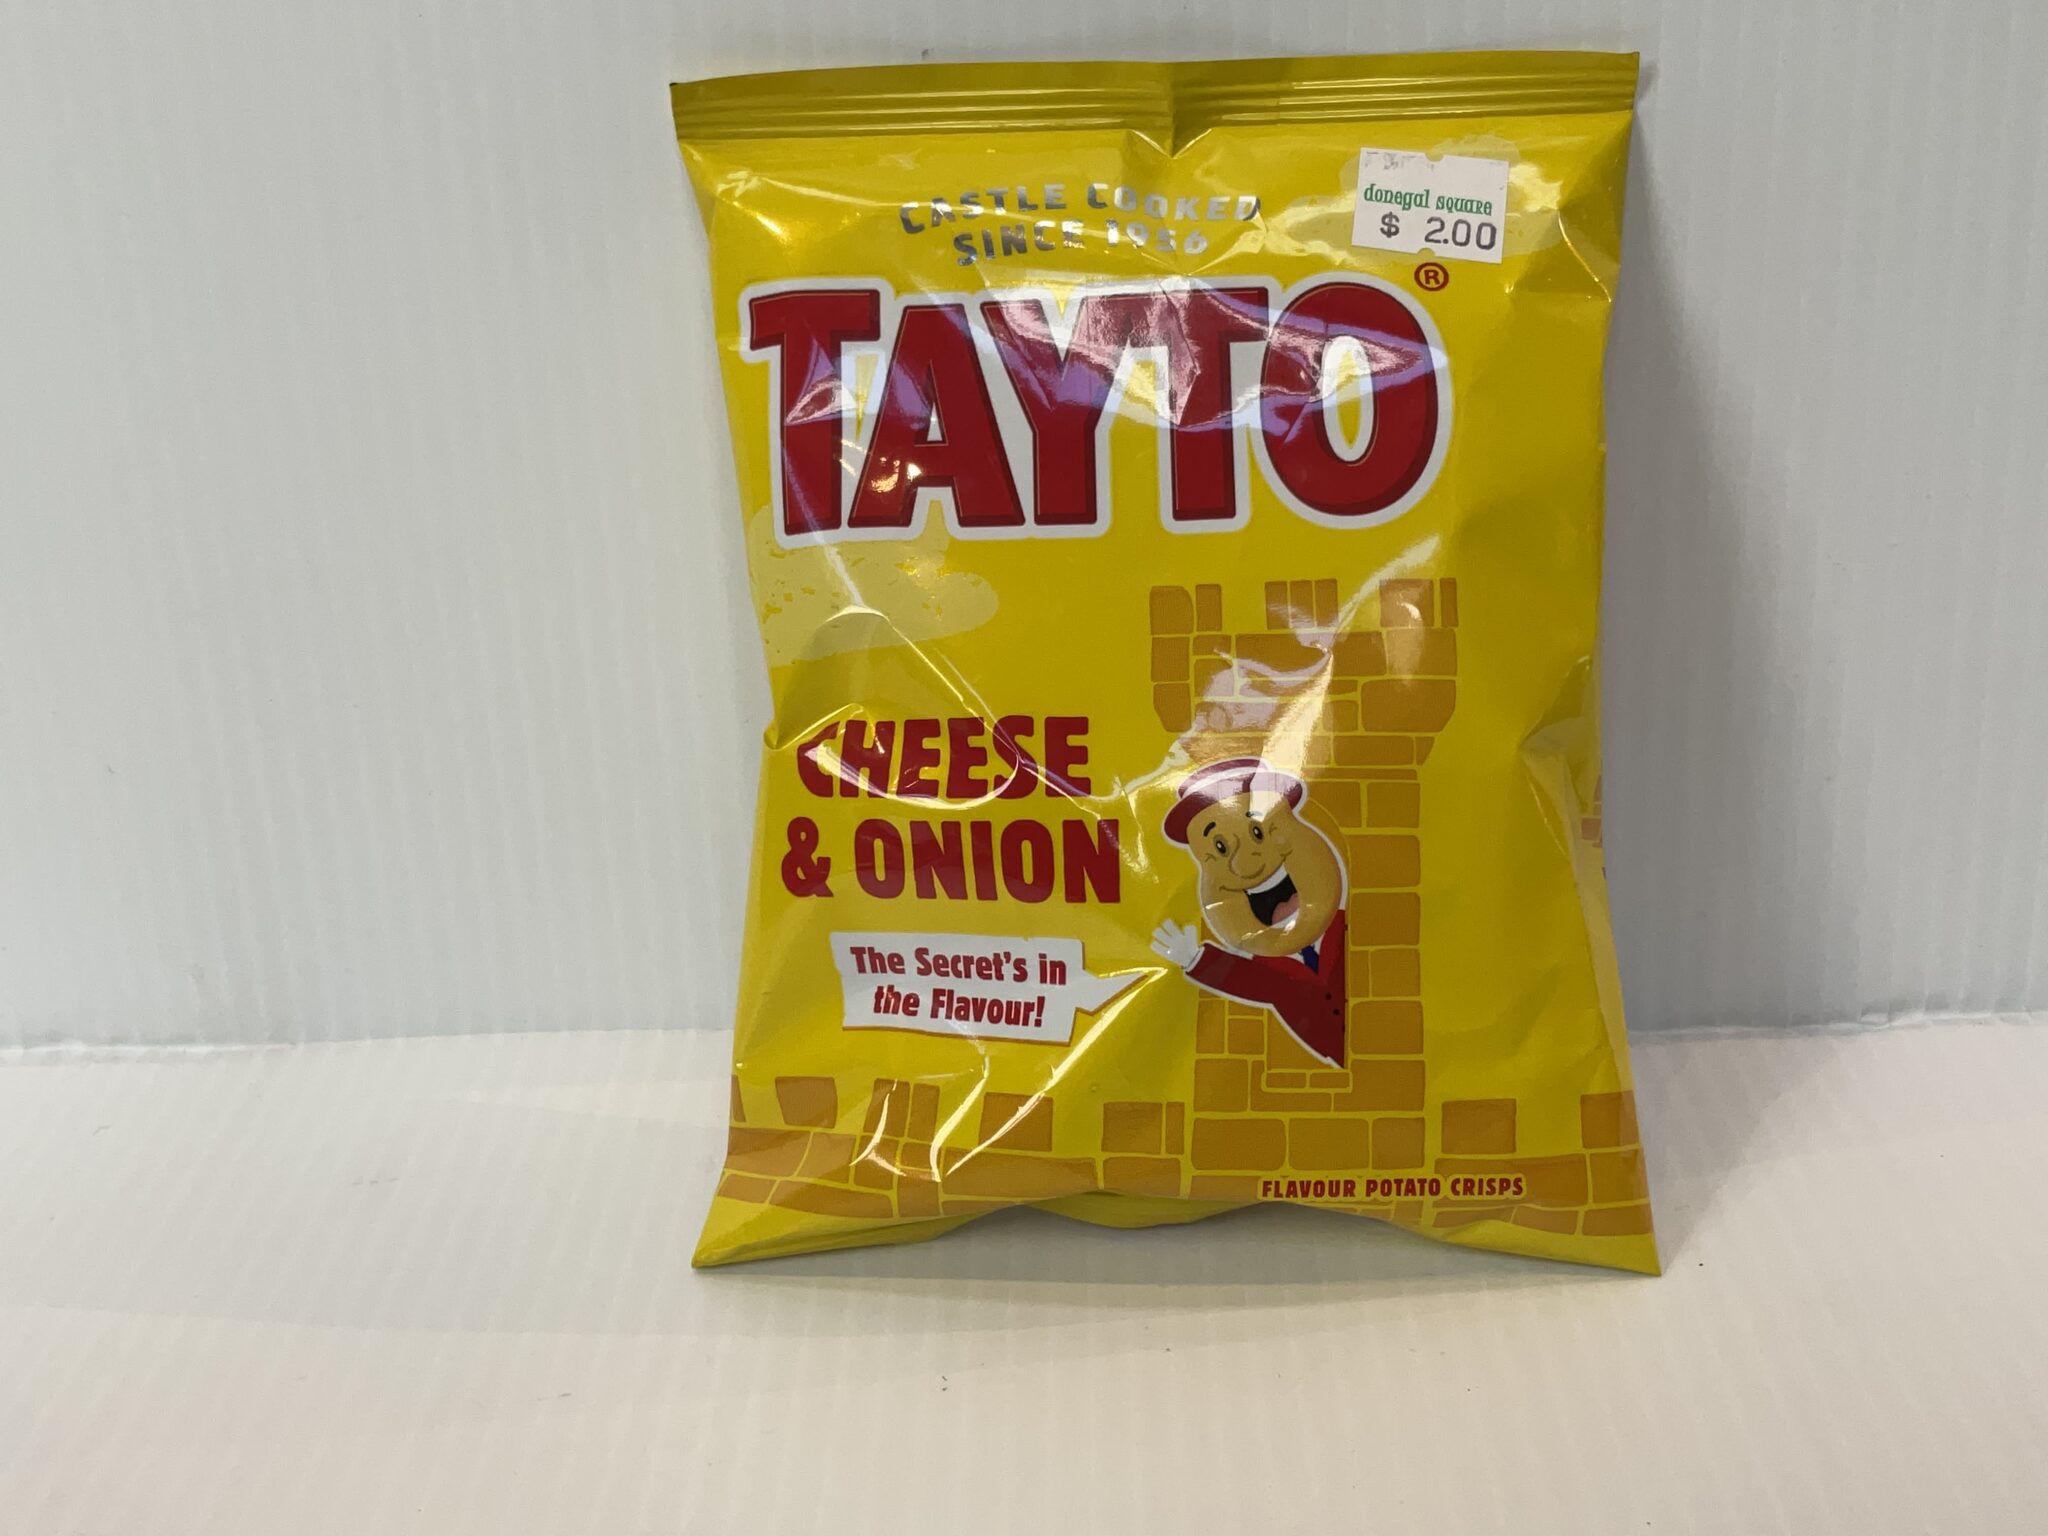 CASTLE COOKED
SINCE 1956
donegal square
$ 2.00
TAYTO®
CHEESE
& ONION
The Secret's in
the Flavour!
FLAVOUR POTATO CRISPS